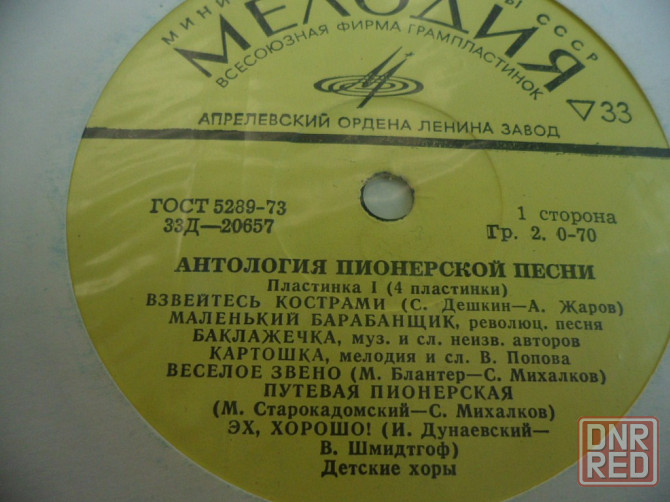 МЕЛОДИЯ
СССР
ВСЕСОЮЗНАЯ ФИРМА ГРАМПЛАСТИНОК
33
АПРЕЛЕВСКИЙ ОРДЕНА ЛЕНИНА ЗАВОД
ГОСТ 5289-73
33Д—20657
1 сторона
Гр. 2. 0-70
АНТОЛОГИЯ ПИОНЕРСКОЙ ПЕСНИ
Пластинка I (4 пластинки)
ВЗВЕЙТЕСЬ КОСТРАМИ (С. Дешкин—А. Жаров)
МАЛЕНЬКИЙ БАРАБАНЩИК, революц. песня
БАКЛАЖЕЧКА, муз. и сл. неизв. авторов
КАРТОШКА, мелодия и сл. В. Попова
ВЕСЕЛОЕ ЗВЕНО (М. Блантер—С. Михалков)
ПУТЕВАЯ ПИОНЕРСКАЯ
(М. Старокадомский—С. Михалков)
ЭХ, ХОРОШО! (И. Дунаевский—
В. Шмидтгоф)
Детские хоры
DNR
RED